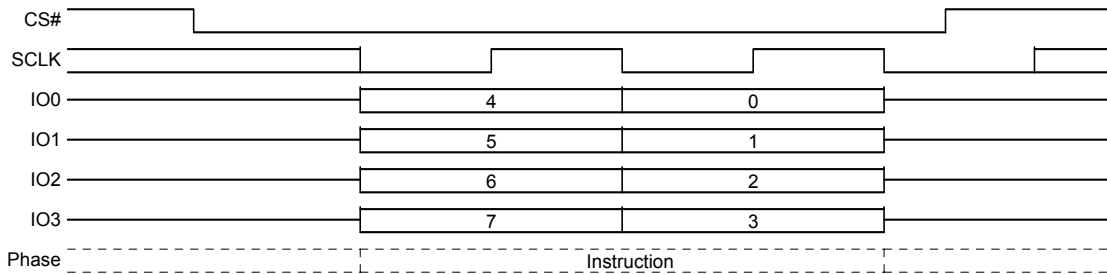 CS#
SCLK
IO0 4 0
IO1 5 1
IO2 6 2
IO3 7 3
Phase Instruction